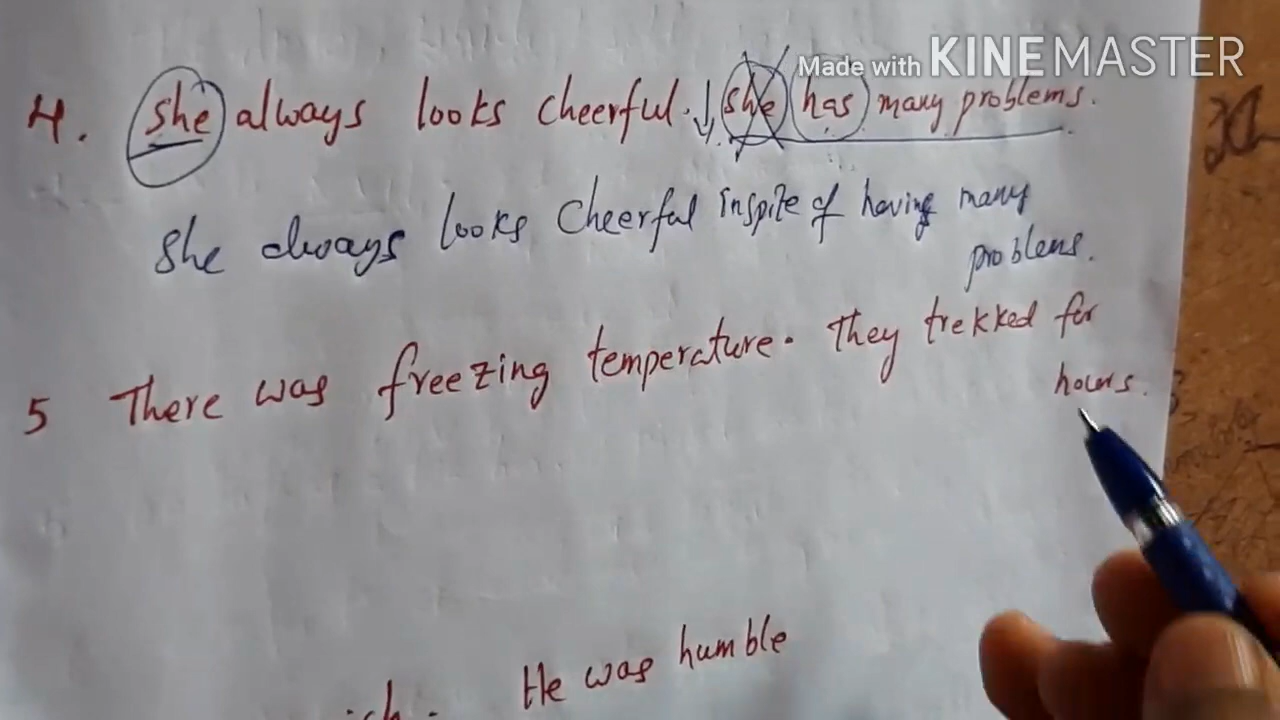 Made with KINEMASTER
4. She always looks cheerful. ↓ she has many problems.
She always looks cheerful inspite of having many
problems.
5 There was freezing temperature. They trekked for
hours.
He was humble